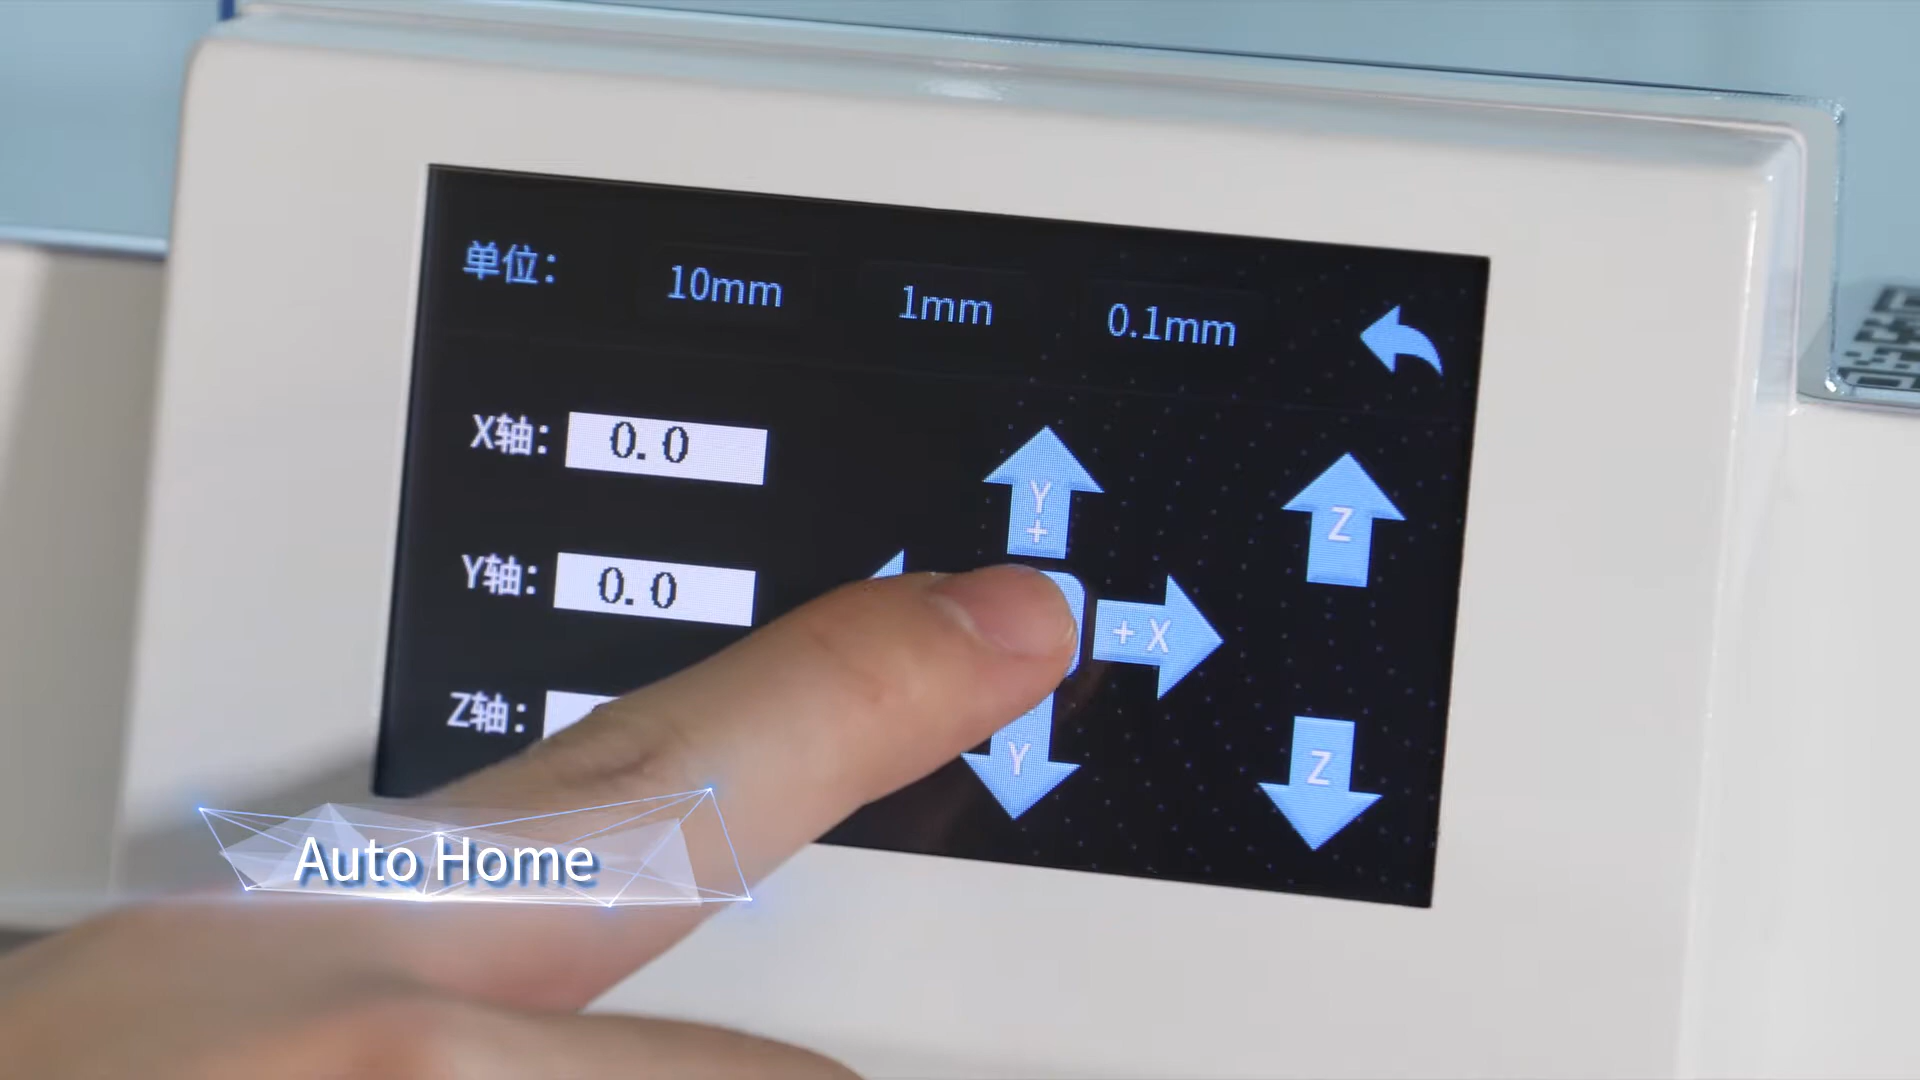 单位：
10mm
1mm
0.1mm
X轴：
0.0
Y轴：
0.0
Z轴：
Y
+
+X
Y
Z
Z
Auto Home